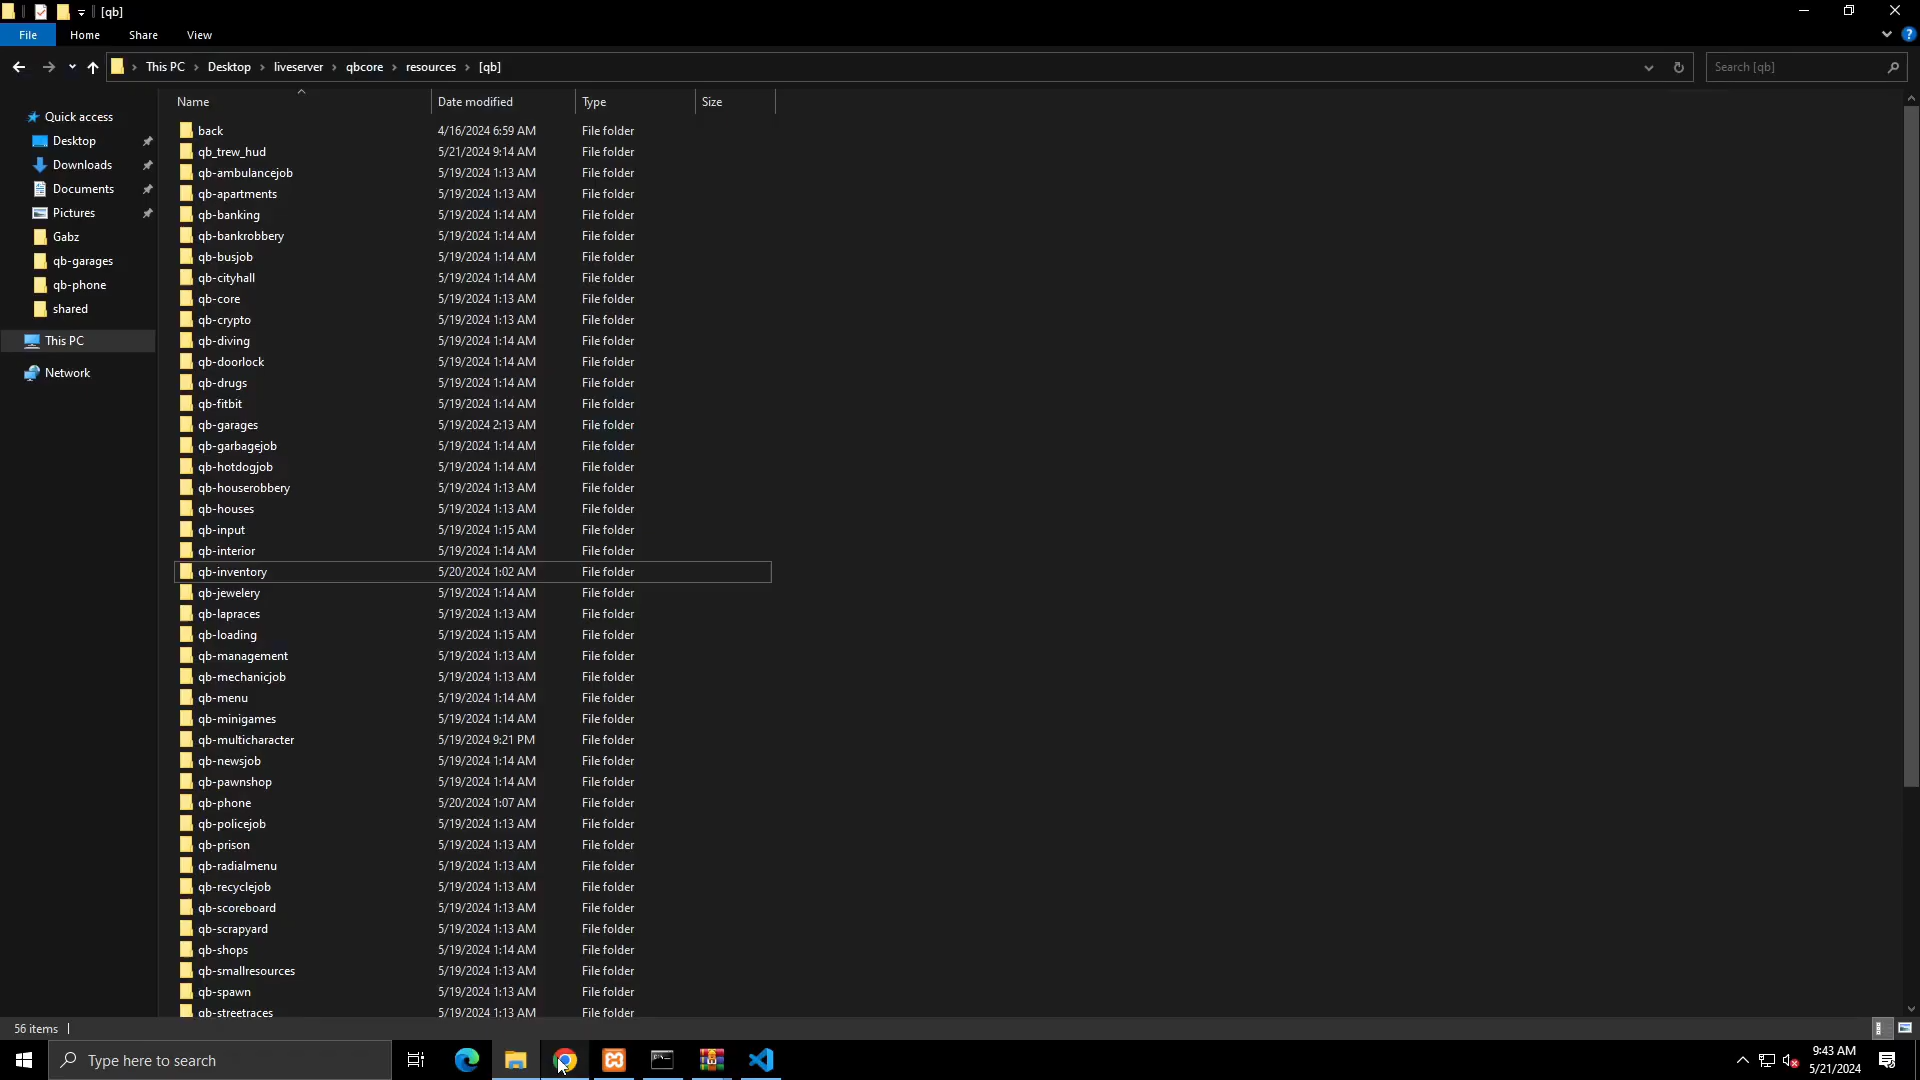 [qb]
File Home Share View
This PC Desktop liveserver qbcore resources [qb] Search [qb]
Name Date modified Type Size
Quick access
Desktop
Downloads
Documents
Pictures
Gabz
qb-garages
qb-phone
shared
This PC
Network
back 4/16/2024 6:59 AM File folder
qb_trew_hud 5/21/2024 9:14 AM File folder
qb-ambulancejob 5/19/2024 1:13 AM File folder
qb-apartments 5/19/2024 1:13 AM File folder
qb-banking 5/19/2024 1:14 AM File folder
qb-bankrobbery 5/19/2024 1:14 AM File folder
qb-busjob 5/19/2024 1:14 AM File folder
qb-cityhall 5/19/2024 1:14 AM File folder
qb-core 5/19/2024 1:13 AM File folder
qb-crypto 5/19/2024 1:13 AM File folder
qb-diving 5/19/2024 1:14 AM File folder
qb-doorlock 5/19/2024 1:14 AM File folder
qb-drugs 5/19/2024 1:14 AM File folder
qb-fitbit 5/19/2024 1:14 AM File folder
qb-garages 5/19/2024 2:13 AM File folder
qb-garbagejob 5/19/2024 1:14 AM File folder
qb-hotdogjob 5/19/2024 1:14 AM File folder
qb-houserobbery 5/19/2024 1:13 AM File folder
qb-houses 5/19/2024 1:13 AM File folder
qb-input 5/19/2024 1:15 AM File folder
qb-interior 5/19/2024 1:14 AM File folder
qb-inventory 5/20/2024 1:02 AM File folder
qb-jewelery 5/19/2024 1:14 AM File folder
qb-lapraces 5/19/2024 1:13 AM File folder
qb-loading 5/19/2024 1:15 AM File folder
qb-management 5/19/2024 1:13 AM File folder
qb-mechanicjob 5/19/2024 1:13 AM File folder
qb-menu 5/19/2024 1:14 AM File folder
qb-minigames 5/19/2024 1:14 AM File folder
qb-multicharacter 5/19/2024 9:21 PM File folder
qb-newsjob 5/19/2024 1:14 AM File folder
qb-pawnshop 5/19/2024 1:14 AM File folder
qb-phone 5/20/2024 1:07 AM File folder
qb-policejob 5/19/2024 1:13 AM File folder
qb-prison 5/19/2024 1:13 AM File folder
qb-radialmenu 5/19/2024 1:13 AM File folder
qb-recyclejob 5/19/2024 1:13 AM File folder
qb-scoreboard 5/19/2024 1:13 AM File folder
qb-scrapyard 5/19/2024 1:13 AM File folder
qb-shops 5/19/2024 1:14 AM File folder
qb-smallresources 5/19/2024 1:13 AM File folder
qb-spawn 5/19/2024 1:13 AM File folder
qb-streetraces 5/19/2024 1:13 AM File folder
56 items
Type here to search
9:43 AM
5/21/2024